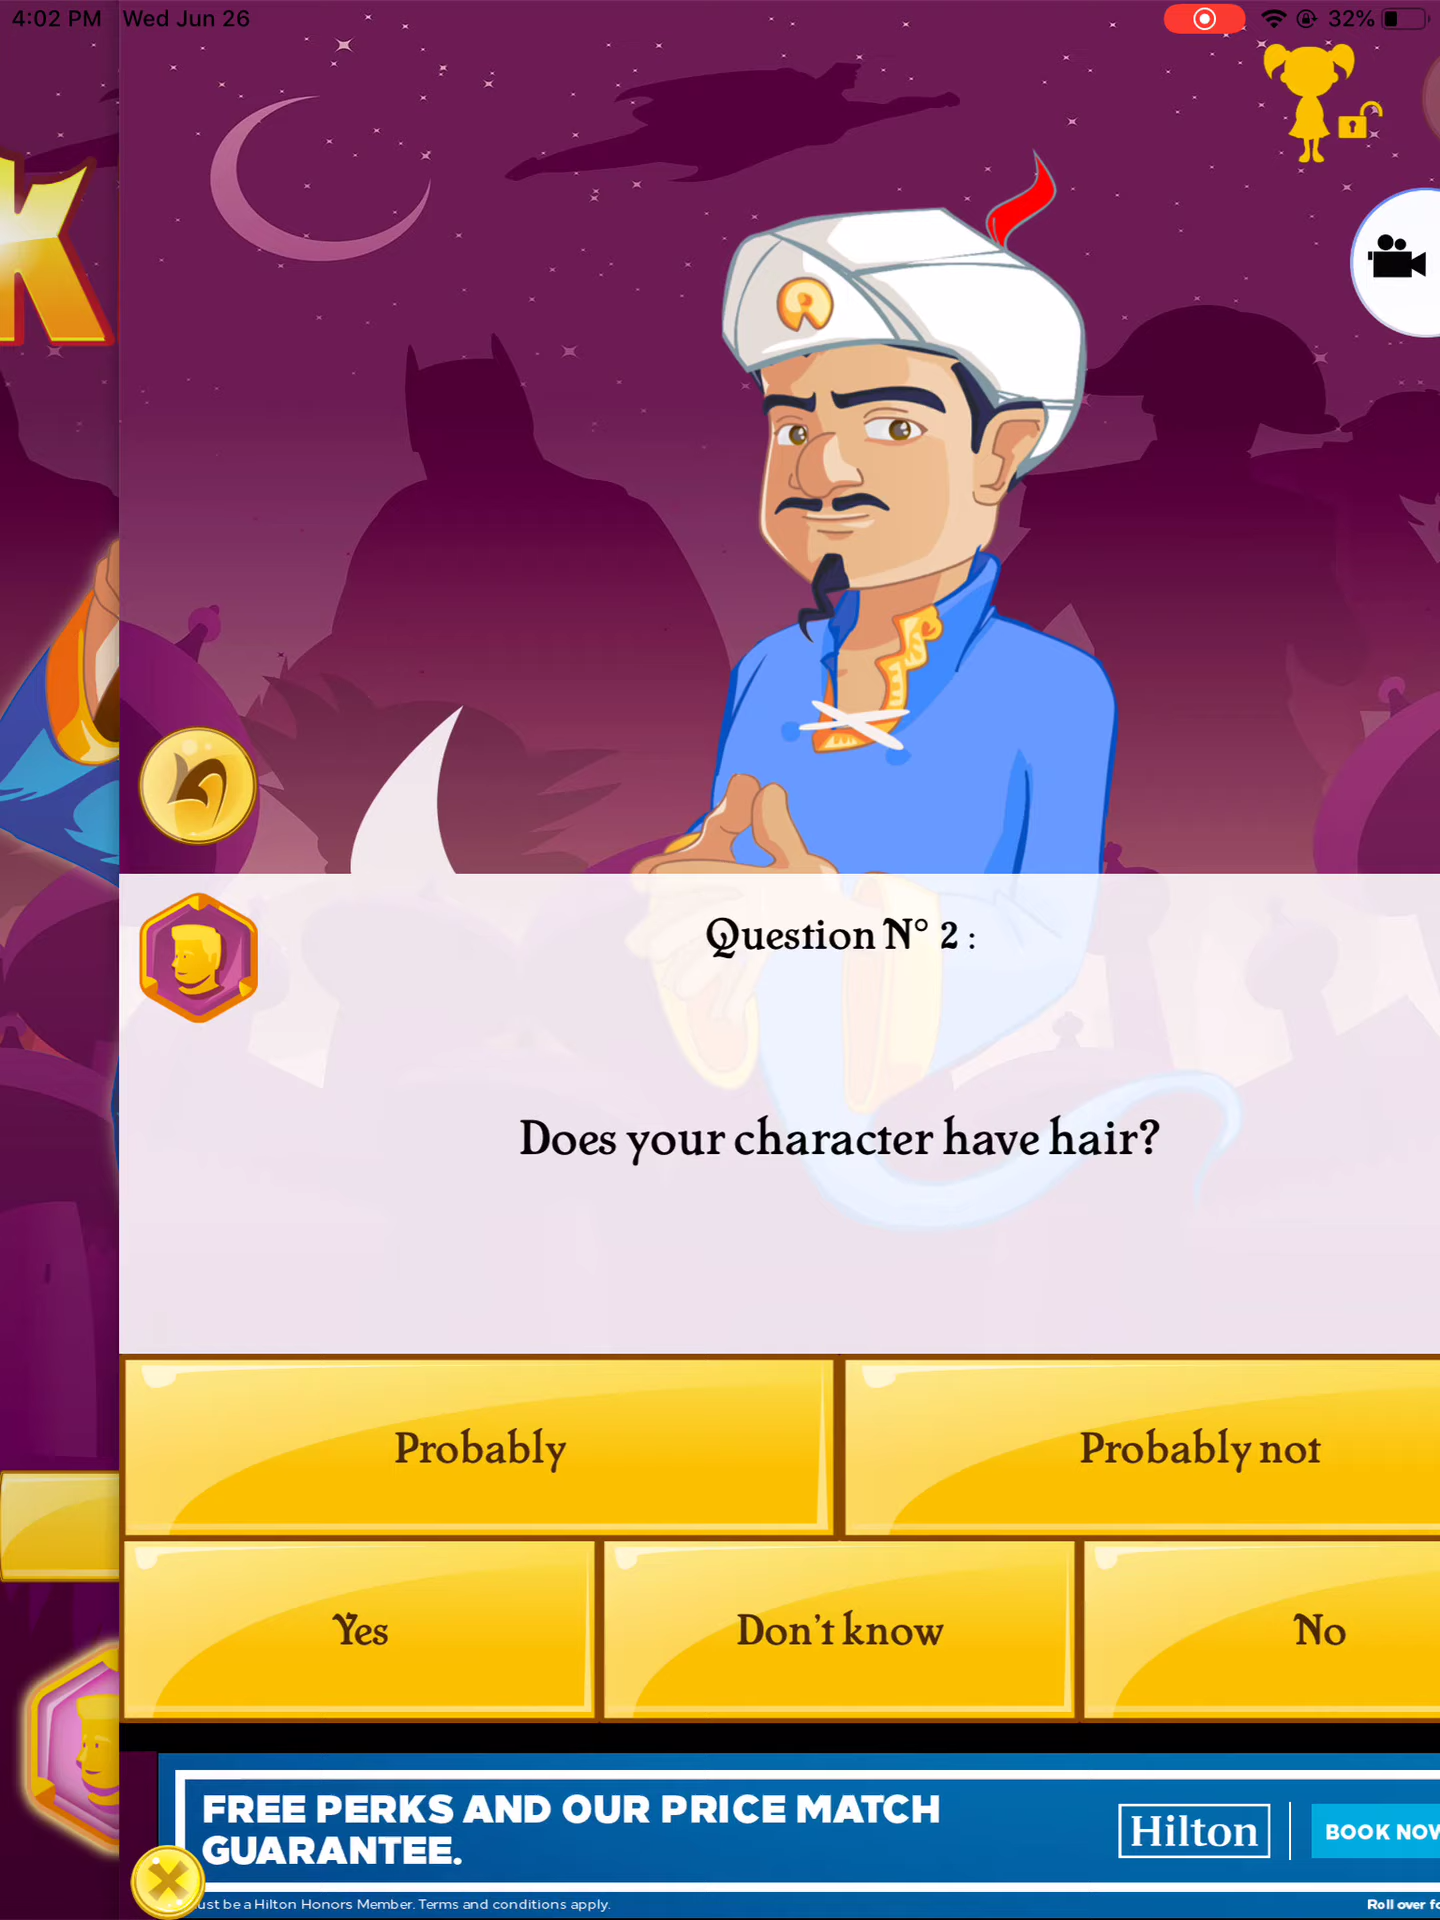 4:02 PM Wed Jun 26
32%
K
Question N° 2 :
Does your character have hair?
Probably
Probably not
Yes
Don't know
No
FREE PERKS AND OUR PRICE MATCH
GUARANTEE.
Hilton
BOOK NOW
ust be a Hilton Honors Member. Terms and conditions apply.
Roll over fo